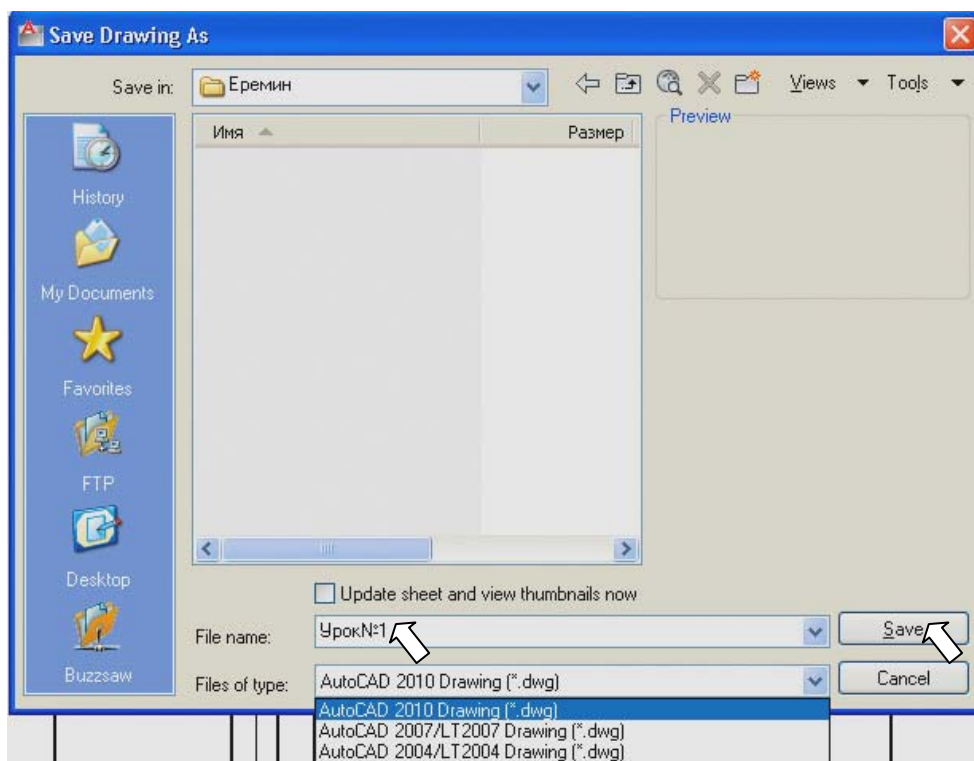 Save Drawing As
Save in: Еремин Views Tools
Имя Размер Preview
History
My Documents
Favorites
FTP
Desktop
Buzzsaw
Update sheet and view thumbnails now
File name: Урок№1 Save
Files of type: AutoCAD 2010 Drawing (*.dwg) Cancel
AutoCAD 2010 Drawing (*.dwg)
AutoCAD 2007/LT2007 Drawing (*.dwg)
AutoCAD 2004/LT2004 Drawing (*.dwg)